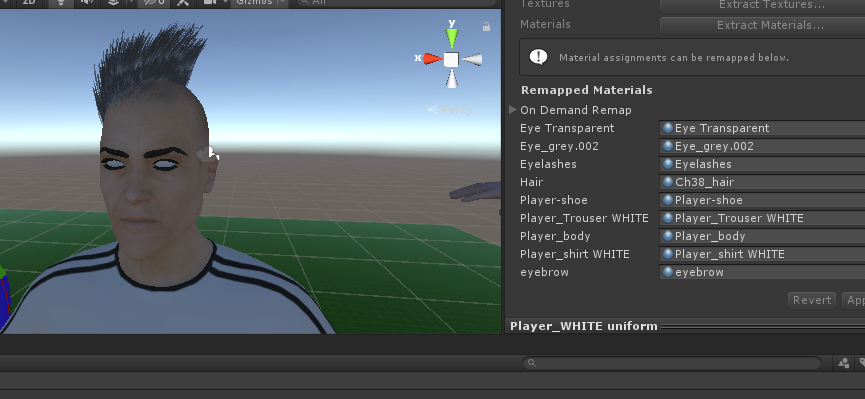 2D
0
Gizmos
All
y
x
Persp
Textures
Extract Textures...
Materials
Extract Materials...
Material assignments can be remapped below.
Remapped Materials
On Demand Remap
Eye Transparent Eye Transparent
Eye_grey.002 Eye_grey.002
Eyelashes Eyelashes
Hair Ch38_hair
Player-shoe Player-shoe
Player_Trouser WHITE Player_Trouser WHITE
Player_body Player_body
Player_shirt WHITE Player_shirt WHITE
eyebrow eyebrow
Revert App
Player_WHITE uniform